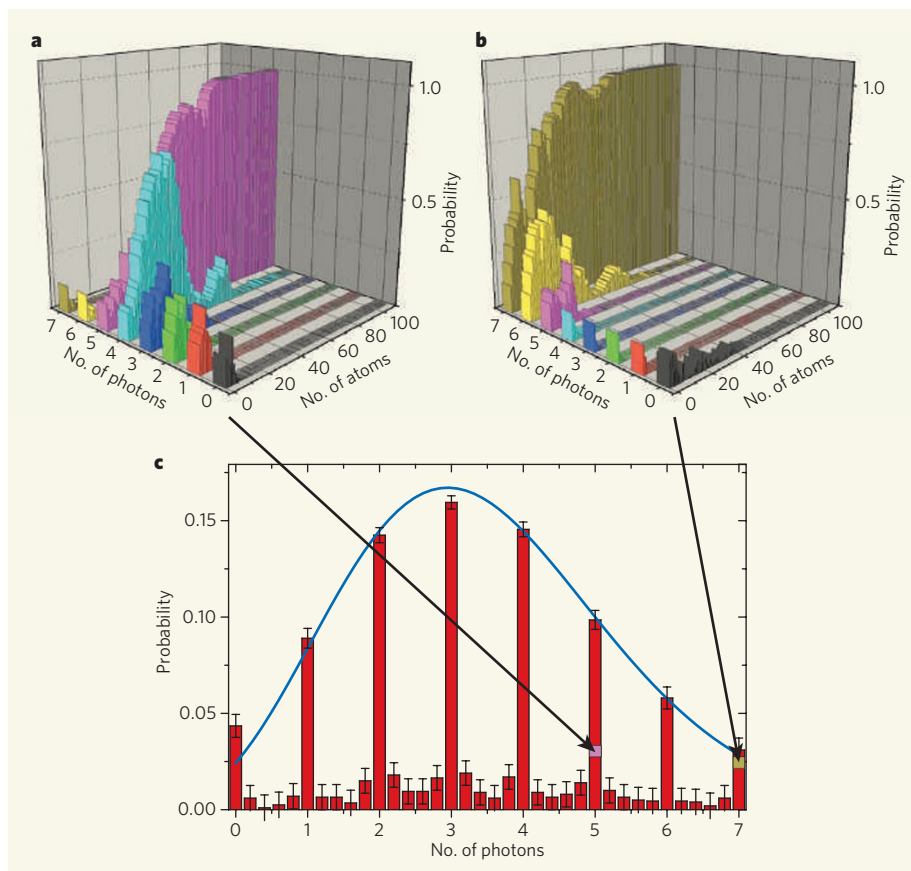 a
b
1.0
0.5
Probability
7 6 5 4 3 2 1 0
No. of photons
0 20 40 60 80 100
No. of atoms
1.0
0.5
Probability
7 6 5 4 3 2 1 0
No. of photons
0 20 40 60 80 100
No. of atoms
c
0.15
0.10
0.05
0.00
Probability
0 1 2 3 4 5 6 7
No. of photons